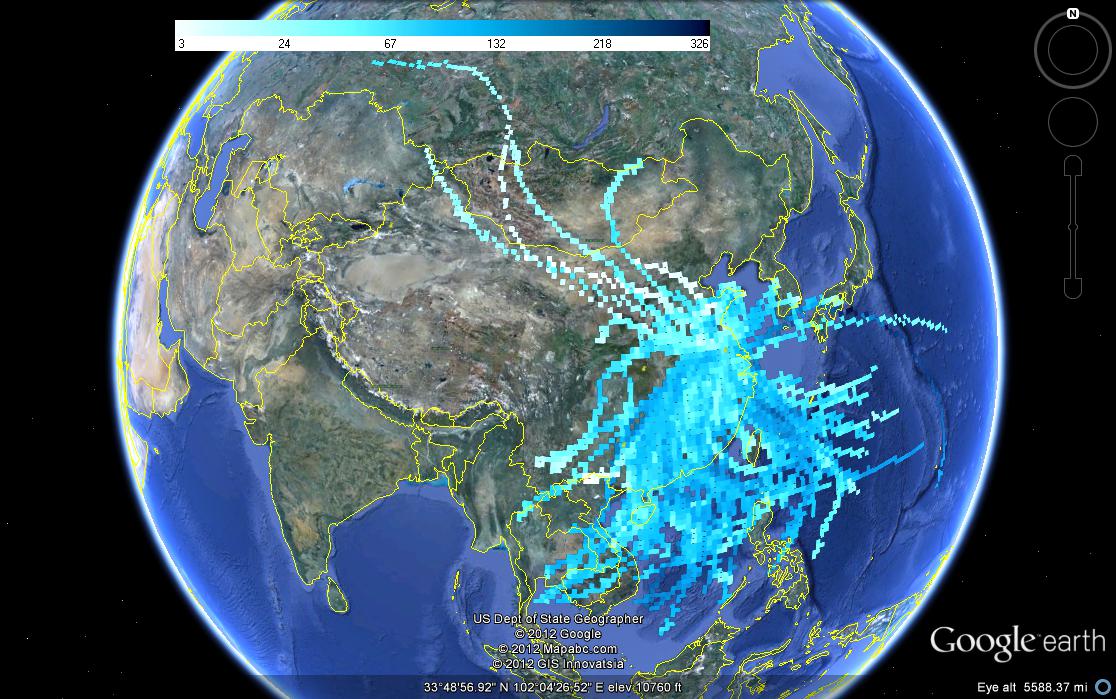 N
3 24 67 132 218 326
US Dept of State Geographer
© 2012 Google
© 2012 Mapabc.com
© 2012 GIS Innovatsia
Google earth
33°48'56.92" N 102°04'26.52" E elev 10760 ft
Eye alt 5588.37 mi